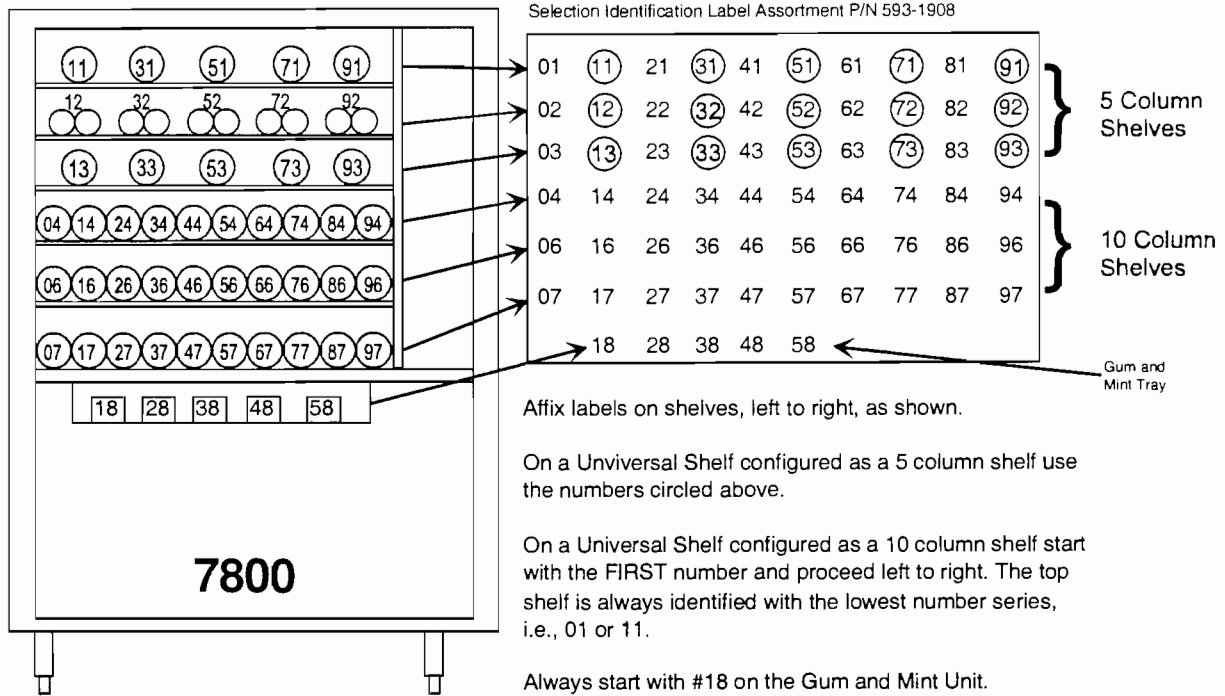 Selection Identification Label Assortment P/N 593-1908
11 31 51 71 91
12 32 52 72 92
13 33 53 73 93
04 14 24 34 44 54 64 74 84 94
06 16 26 36 46 56 66 76 86 96
07 17 27 37 47 57 67 77 87 97
18 28 38 48 58
7800
01 11 21 31 41 51 61 71 81 91
02 12 22 32 42 52 62 72 82 92
03 13 23 33 43 53 63 73 83 93
04 14 24 34 44 54 64 74 84 94
06 16 26 36 46 56 66 76 86 96
07 17 27 37 47 57 67 77 87 97
18 28 38 48 58
5 Column
Shelves
10 Column
Shelves
Gum and
Mint Tray
Affix labels on shelves, left to right, as shown.
On a Unviversal Shelf configured as a 5 column shelf use
the numbers circled above.
On a Universal Shelf configured as a 10 column shelf start
with the FIRST number and proceed left to right. The top
shelf is always identified with the lowest number series,
i.e., 01 or 11.
Always start with #18 on the Gum and Mint Unit.